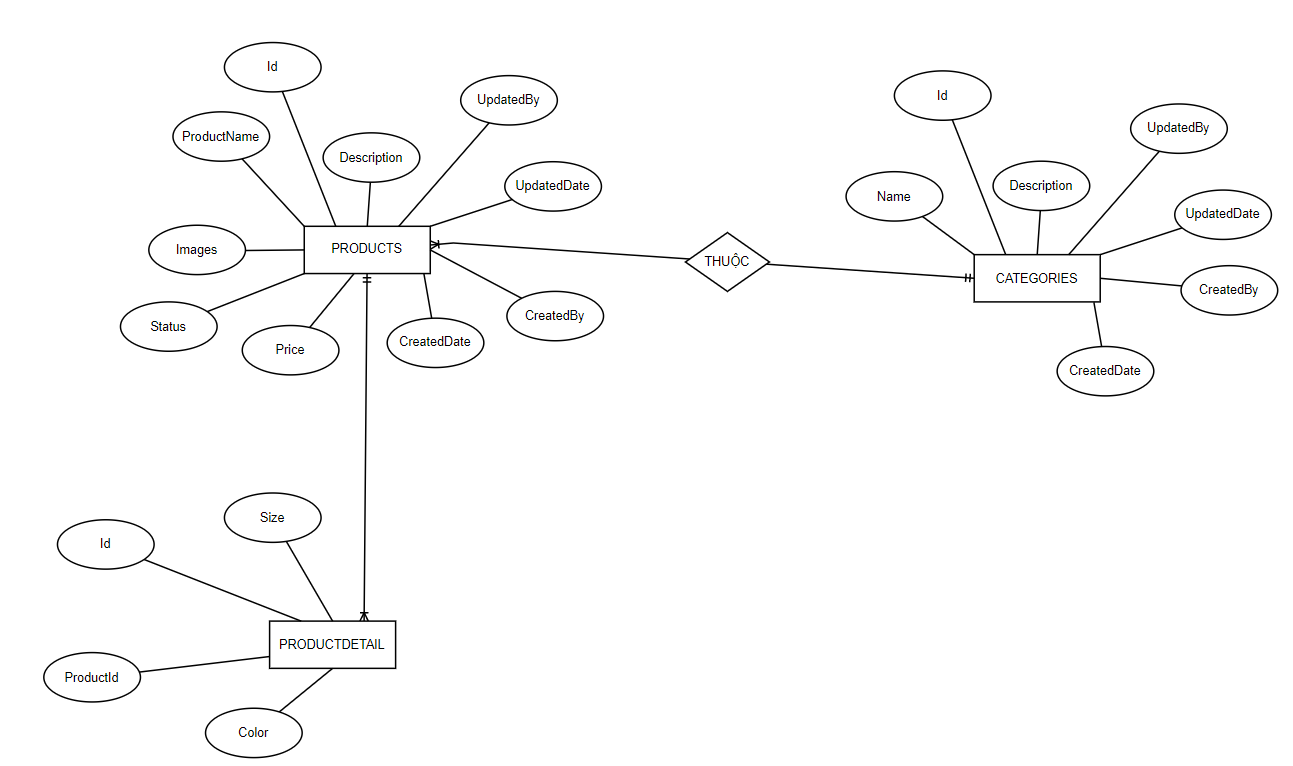 Id
UpdatedBy
ProductName
Description
UpdatedDate
PRODUCTS
Images
Status
Price
CreatedDate
CreatedBy
THUỘC
Id
UpdatedBy
Name
Description
UpdatedDate
CATEGORIES
CreatedBy
CreatedDate
Size
Id
PRODUCTDETAIL
ProductId
Color